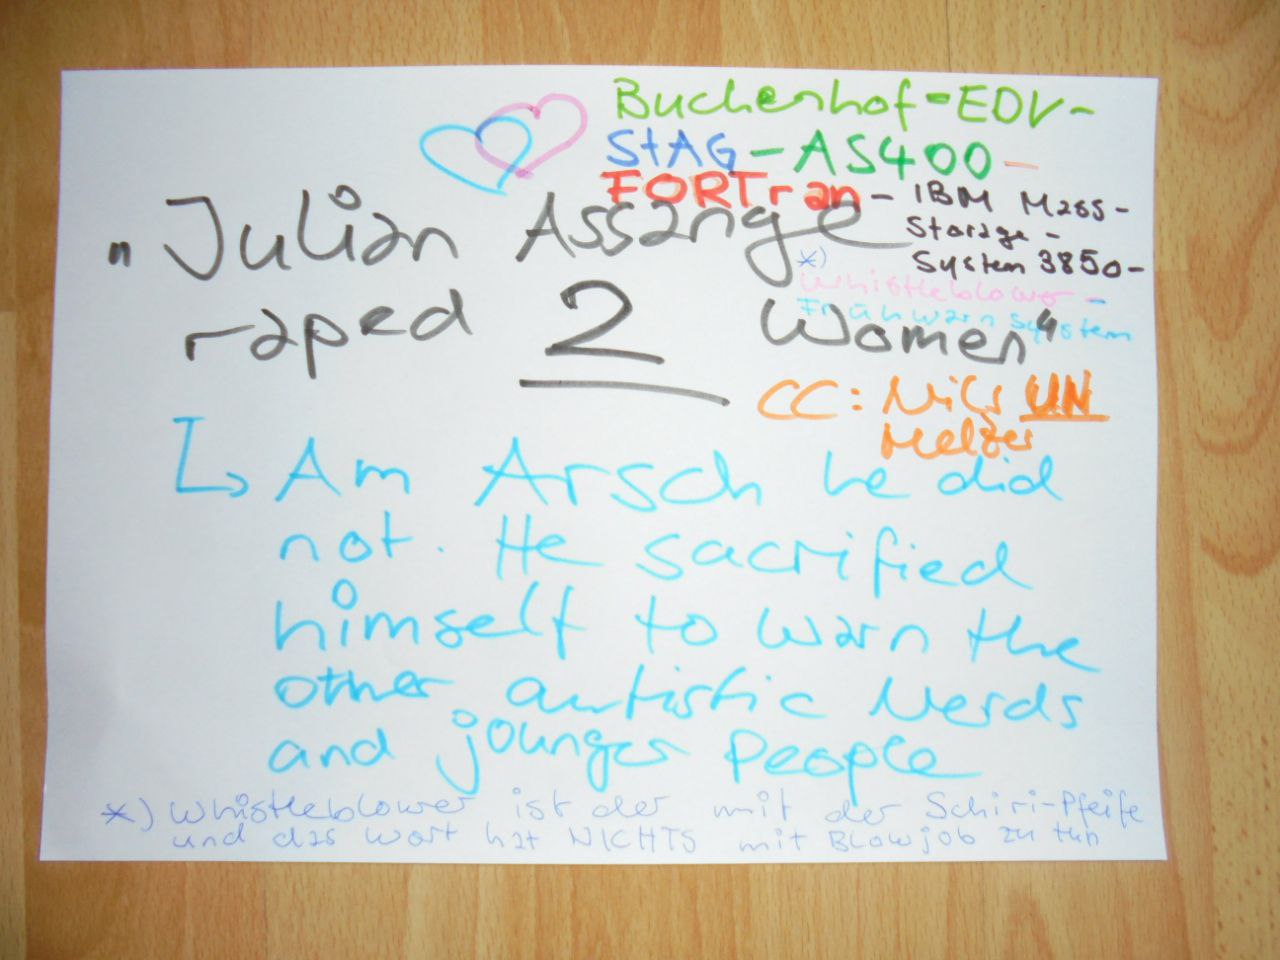 Buchenhof-EDV-
StAG-AS400-
FORTran- IBM Mass-
Storage-
System 3850-
*)
Whistleblower-
Frühwarnsystem
"Julian Assange
raped 2 Women"
CC: Nils UN
Melzer
↳ Am Arsch he did
not. He sacrified
himself to warn the
other autistic Nerds
and jounger People
*) Whistleblower ist der mit der Schiri-Pfeife
und das Wort hat NICHTS mit Blowjob zu tun